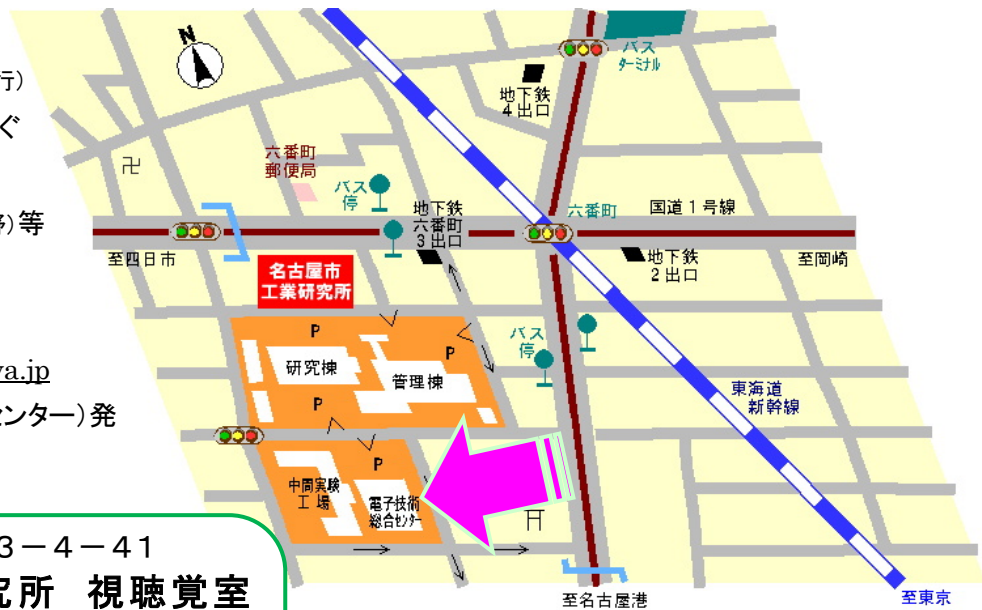 N
バス
ターミナル
行）
地下鉄
4出口
ぐ
卍
六番町
郵便局
バス
停
地下鉄
六番町
3出口
六番町
国道1号線
）等
至四日市
地下鉄
2出口
至岡崎
名古屋市
工業研究所
P
研究棟
管理棟
P
P
バス
停
東海道
新幹線
a.jp
センター）発
P
中間実験
工場
電子技術
総合センター
3－4－41
究所 視聴覚室
至名古屋港
至東京